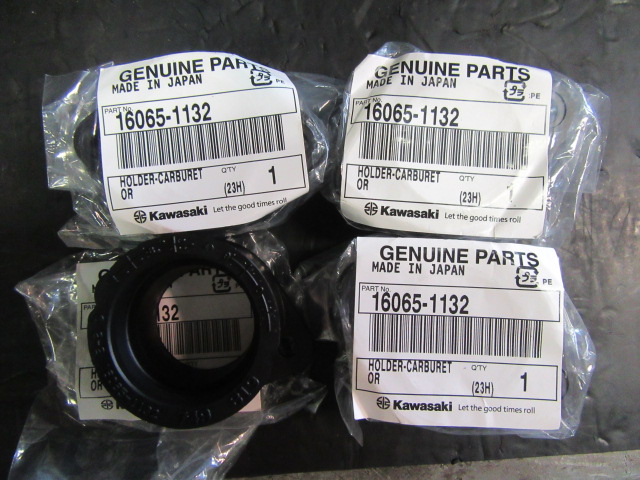 GENUINE PARTS
MADE IN JAPAN
PE
PART No.
16065-1132
HOLDER-CARBURET
OR
Q'TY
(23H)
1
Kawasaki Let the good times roll
GENUINE PARTS
MADE IN JAPAN
PE
PART No.
16065-1132
HOLDER-CARBURET
OR
Q'TY
(23H)
1
Kawasaki Let the good times roll
GENUINE PARTS
MADE IN JAPAN
PE
PART No.
16065-1132
HOLDER-CARBURET
OR
Q'TY
(23H)
1
Kawasaki Let the good times roll
132
HOLDER
OR